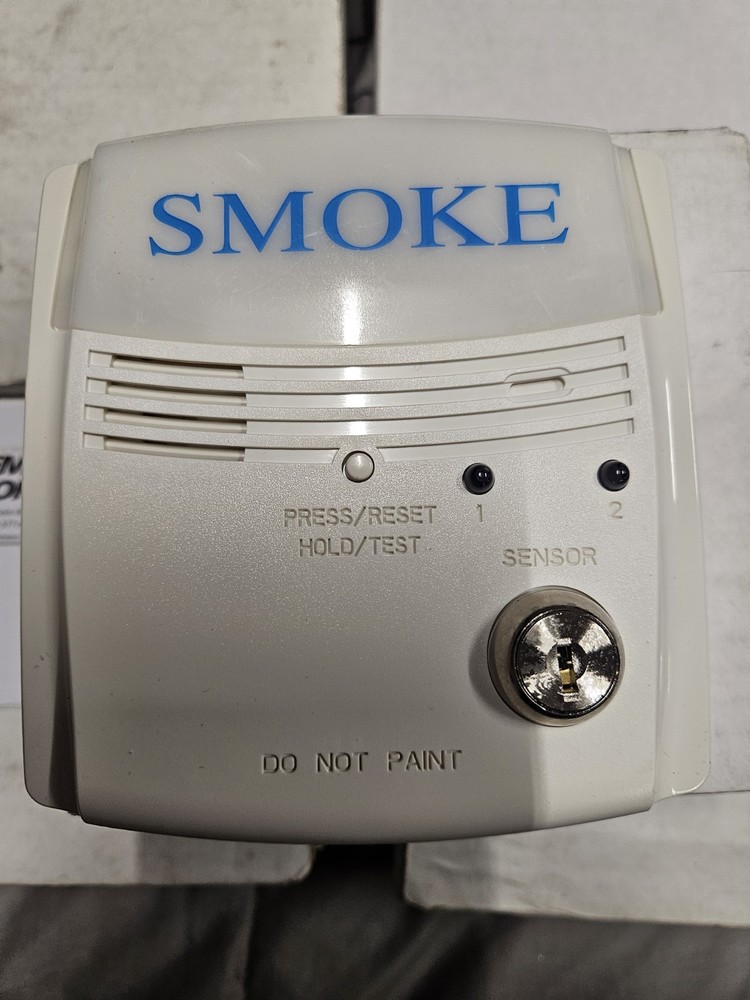 SMOKE
PRESS/RESET
HOLD/TEST
1
2
SENSOR
DO NOT PAINT